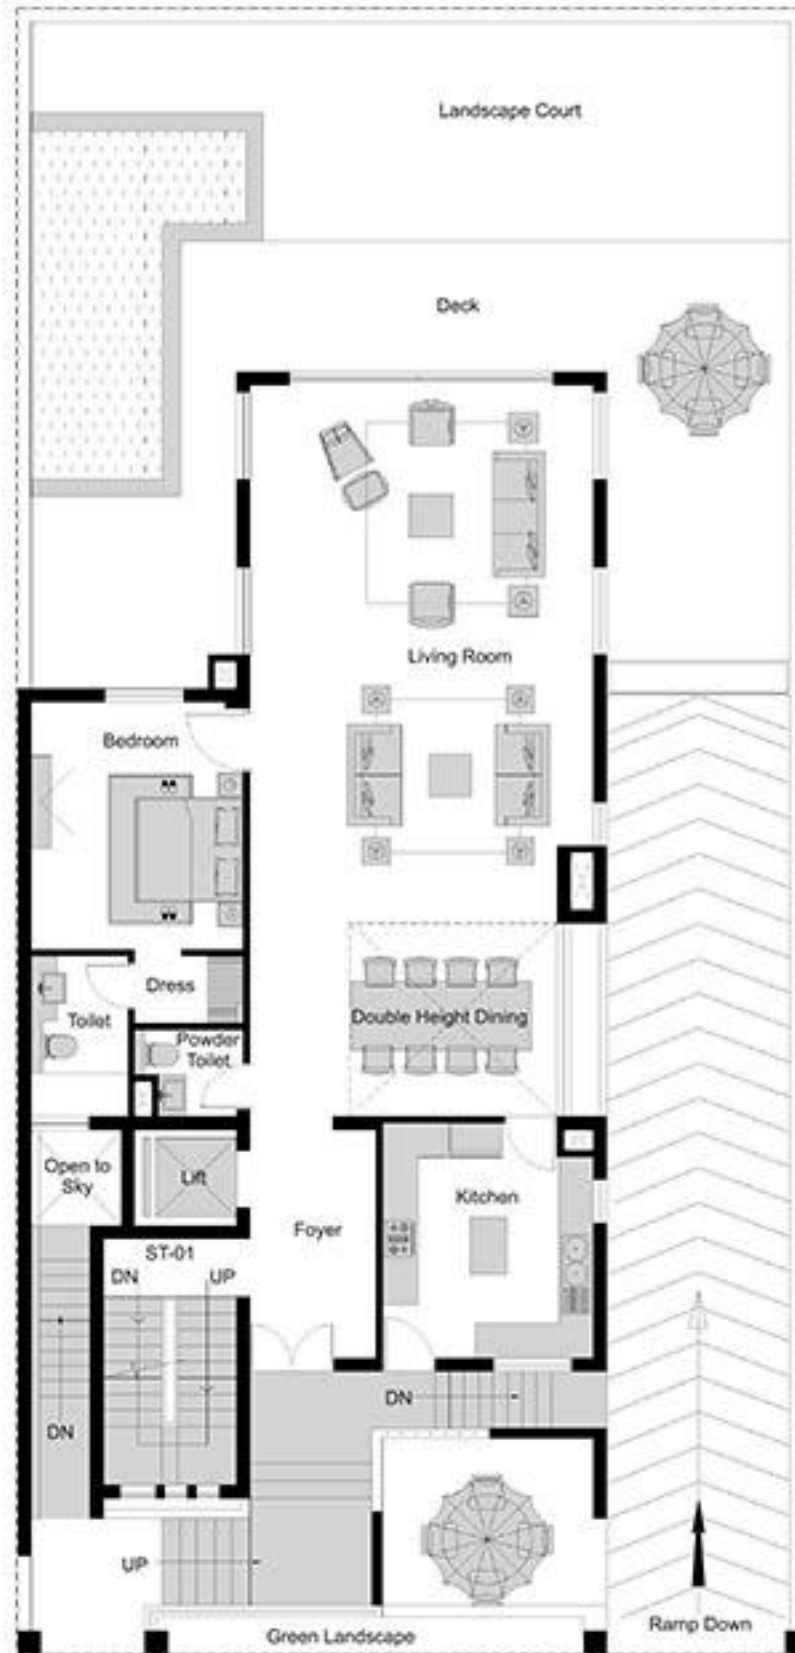 Landscape Court
Deck
Living Room
Bedroom
Dress
Toilet
Double Height Dining
Powder
Toilet
Open to
Sky
Lift
Kitchen
Foyer
ST-01
DN
UP
DN
DN
UP
Ramp Down
Green Landscape